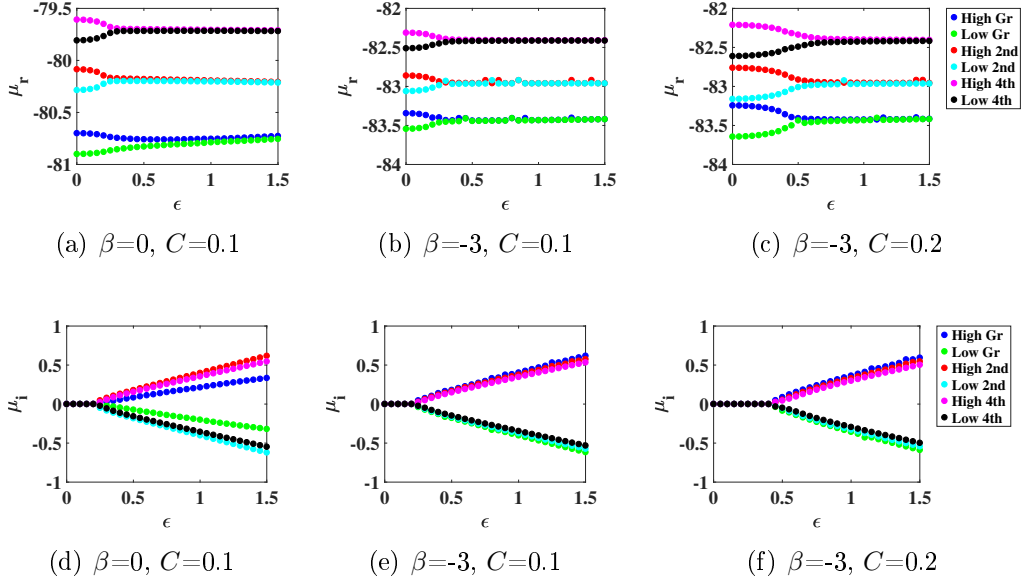 -79.5
-80
-80.5
-81
μr
0 0.5 1 1.5
ϵ
(a) β=0, C=0.1
-82
-82.5
-83
-83.5
-84
μr
0 0.5 1 1.5
ϵ
(b) β=-3, C=0.1
-82
-82.5
-83
-83.5
-84
μr
0 0.5 1 1.5
ϵ
(c) β=-3, C=0.2
High Gr
Low Gr
High 2nd
Low 2nd
High 4th
Low 4th
1
0.5
0
-0.5
-1
μi
0 0.5 1 1.5
ϵ
(d) β=0, C=0.1
1
0.5
0
-0.5
-1
μi
0 0.5 1 1.5
ϵ
(e) β=-3, C=0.1
1
0.5
0
-0.5
-1
μi
0 0.5 1 1.5
ϵ
(f) β=-3, C=0.2
High Gr
Low Gr
High 2nd
Low 2nd
High 4th
Low 4th